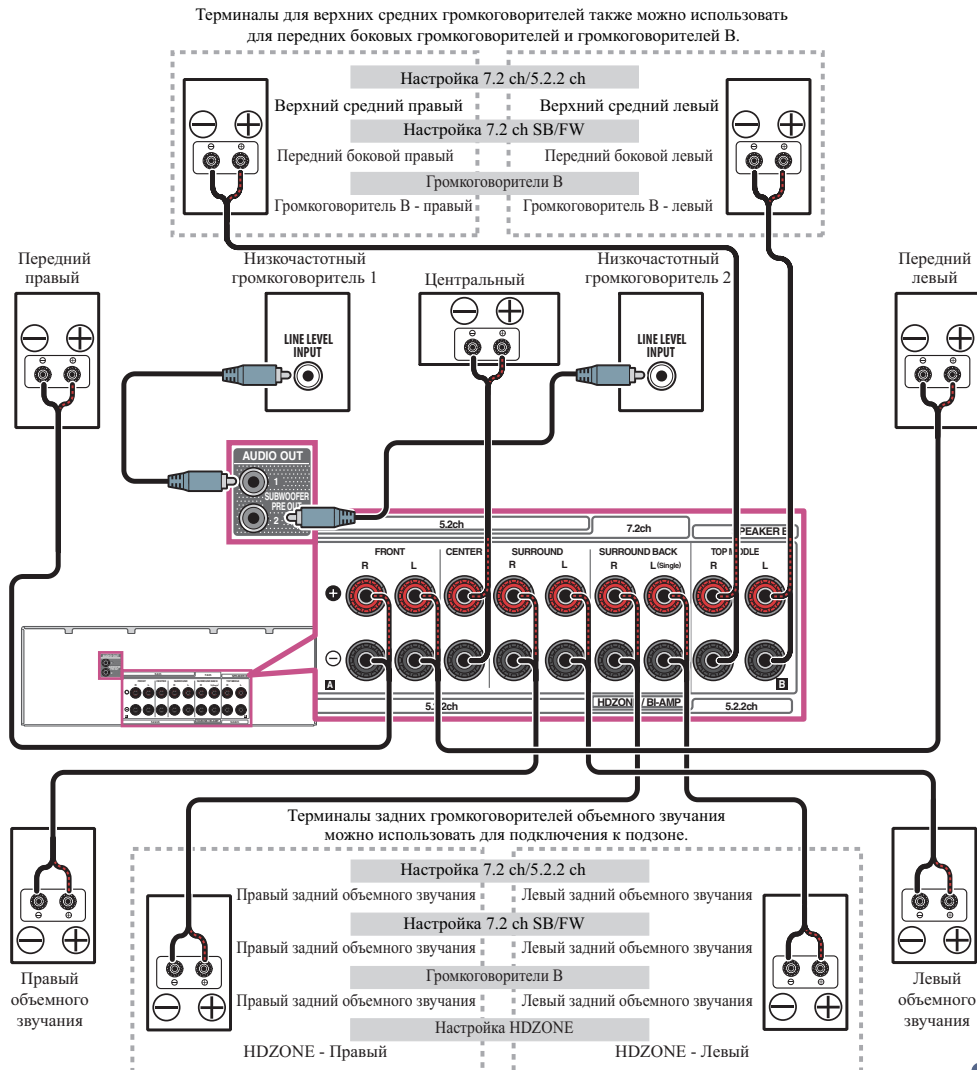 Терминалы для верхних средних громкоговорителей также можно использовать
для передних боковых громкоговорителей и громкоговорителей B.
Настройка 7.2 ch/5.2.2 ch
Верхний средний правый
Верхний средний левый
Настройка 7.2 ch SB/FW
Передний боковой правый
Передний боковой левый
Громкоговорители B
Громкоговоритель B - правый
Громкоговоритель B - левый
Передний
правый
Низкочастотный
громкоговоритель 1
Центральный
Низкочастотный
громкоговоритель 2
Передний
левый
LINE LEVEL
INPUT
LINE LEVEL
INPUT
AUDIO OUT
1
SUBWOOFER
PRE OUT
2
5.2ch
7.2ch
FRONT
CENTER
SURROUND
SURROUND BACK
R
L
R
L
R
L (Single)
R
L
A
B
HDZONE / BI-AMP
5.2.2ch
Терминалы задних громкоговорителей объемного звучания
можно использовать для подключения к подзоне.
Настройка 7.2 ch/5.2.2 ch
Правый задний объемного звучания
Левый задний объемного звучания
Настройка 7.2 ch SB/FW
Правый задний объемного звучания
Левый задний объемного звучания
Громкоговорители B
Правый задний объемного звучания
Левый задний объемного звучания
Настройка HDZONE
HDZONE - Правый
HDZONE - Левый
Правый
объемного
звучания
Левый
объемного
звучания